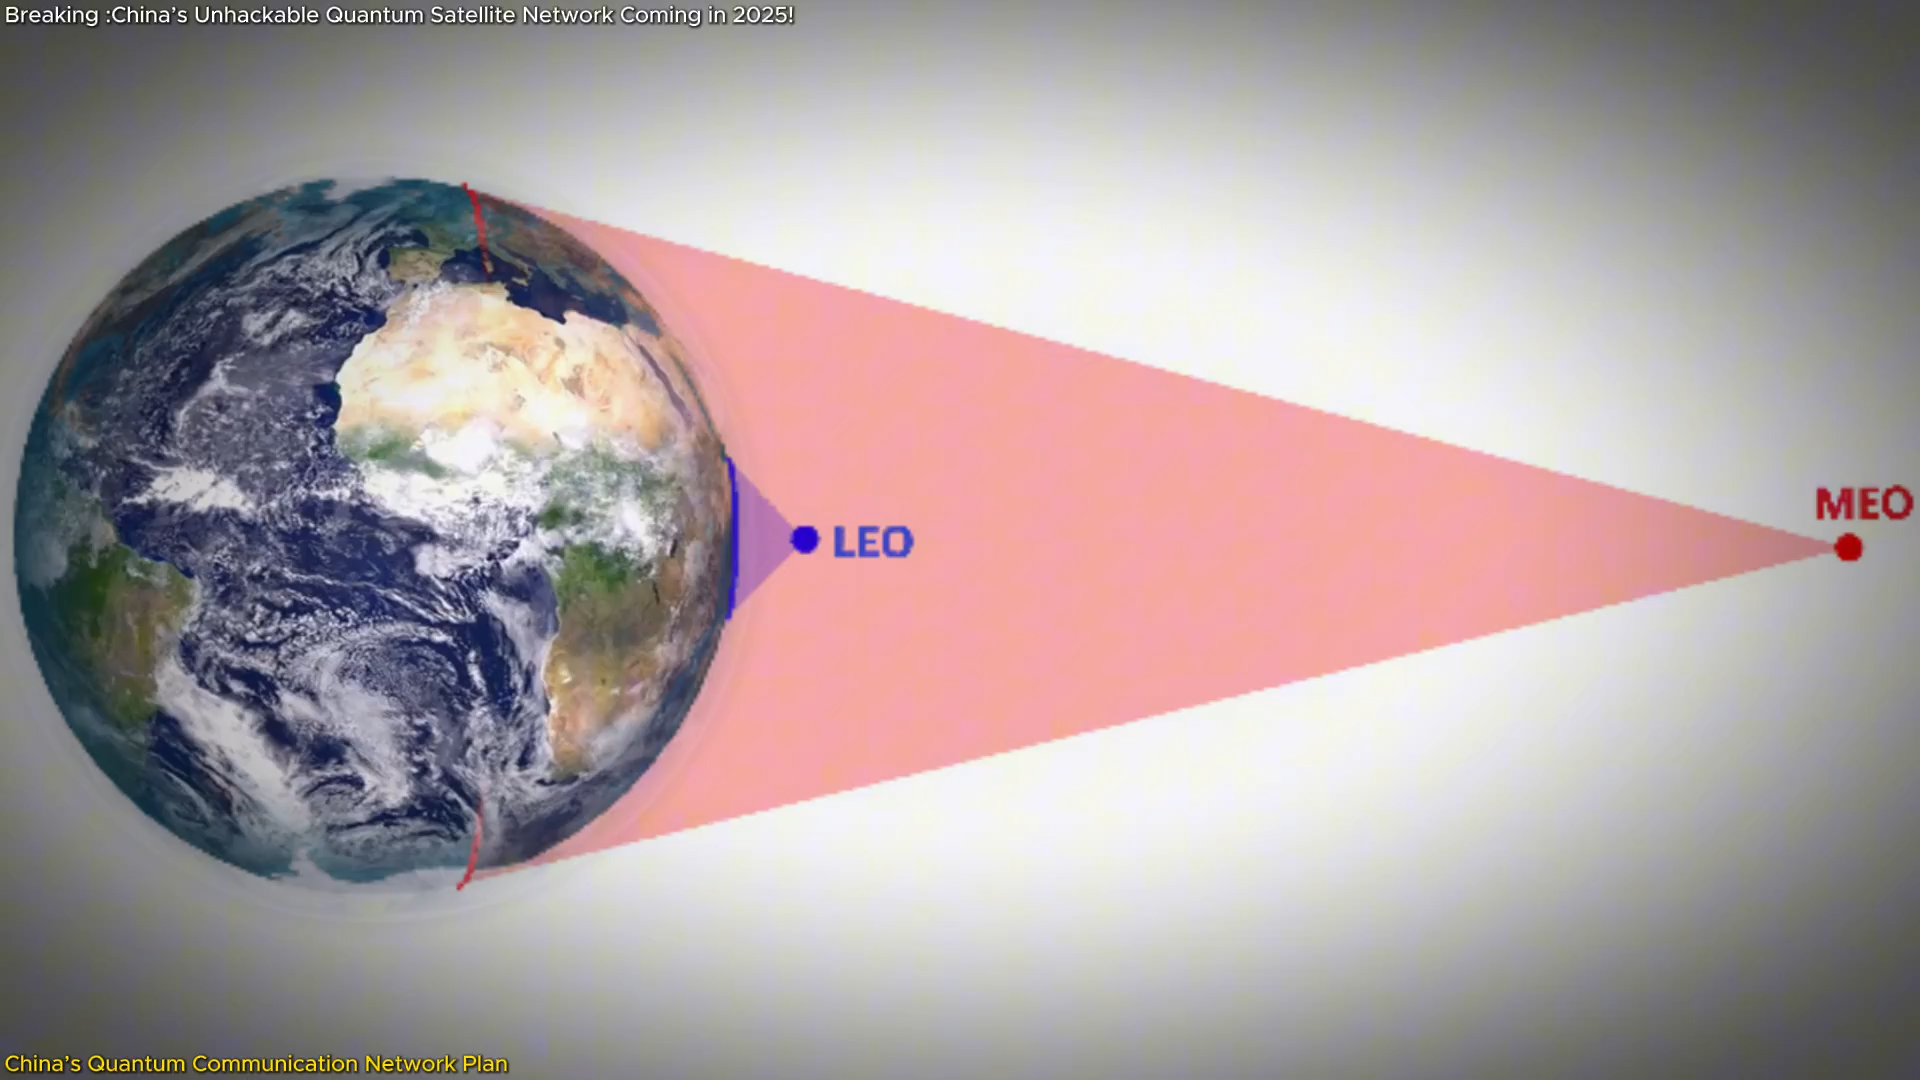 Breaking :China’s Unhackable Quantum Satellite Network Coming in 2025!
MEO
LEO
China’s Quantum Communication Network Plan